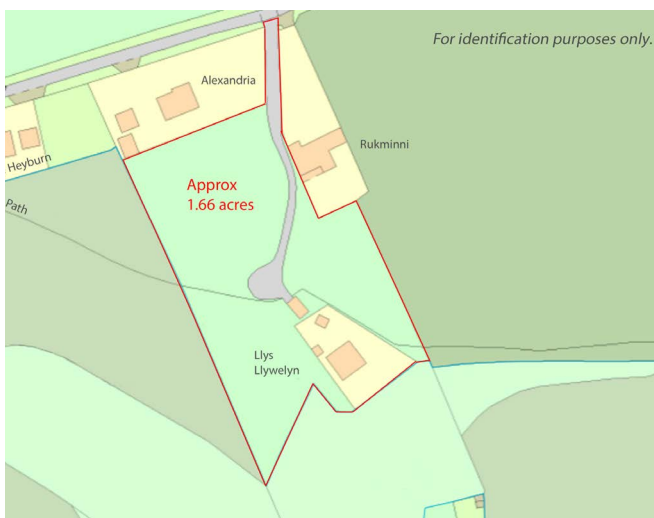 For identification purposes only.
Alexandria
Rukminni
Heyburn
Approx
1.66 acres
Path
Llys
Llywelyn